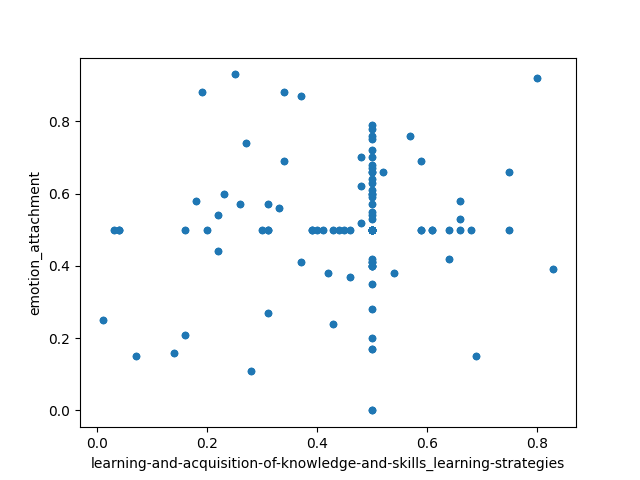 emotion_attachment
0.8
0.6
0.4
0.2
0.0
0.0 0.2 0.4 0.6 0.8
learning-and-acquisition-of-knowledge-and-skills_learning-strategies